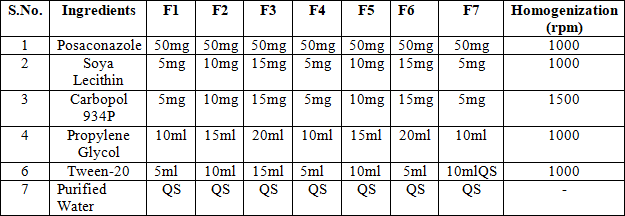 S.No. Ingredients F1 F2 F3 F4 F5 F6 F7 Homogenization
(rpm)
1 Posaconazole 50mg 50mg 50mg 50mg 50mg 50mg 50mg 1000
2 Soya 5mg 10mg 15mg 5mg 10mg 15mg 5mg 1000
Lecithin
3 Carbopol 5mg 10mg 15mg 5mg 10mg 15mg 5mg 1500
934P
4 Propylene 10ml 15ml 20ml 10ml 15ml 20ml 10ml 1000
Glycol
6 Tween-20 5ml 10ml 15ml 5ml 10ml 5ml 10mlQS 1000
7 Purified QS QS QS QS QS QS QS -
Water